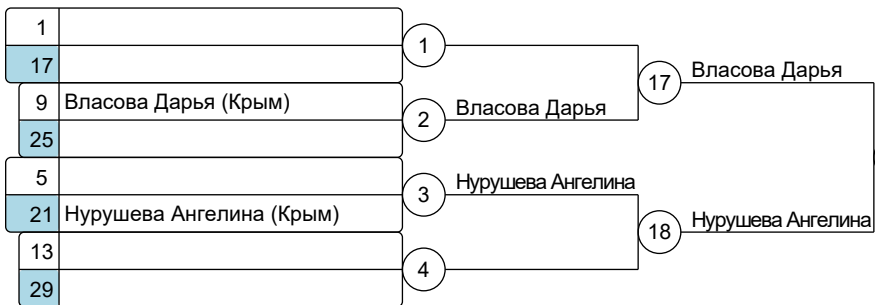 1
17
1
9 Власова Дарья (Крым)
25
2 Власова Дарья
17 Власова Дарья
5
21 Нурушева Ангелина (Крым)
3 Нурушева Ангелина
13
29
4
18 Нурушева Ангелина